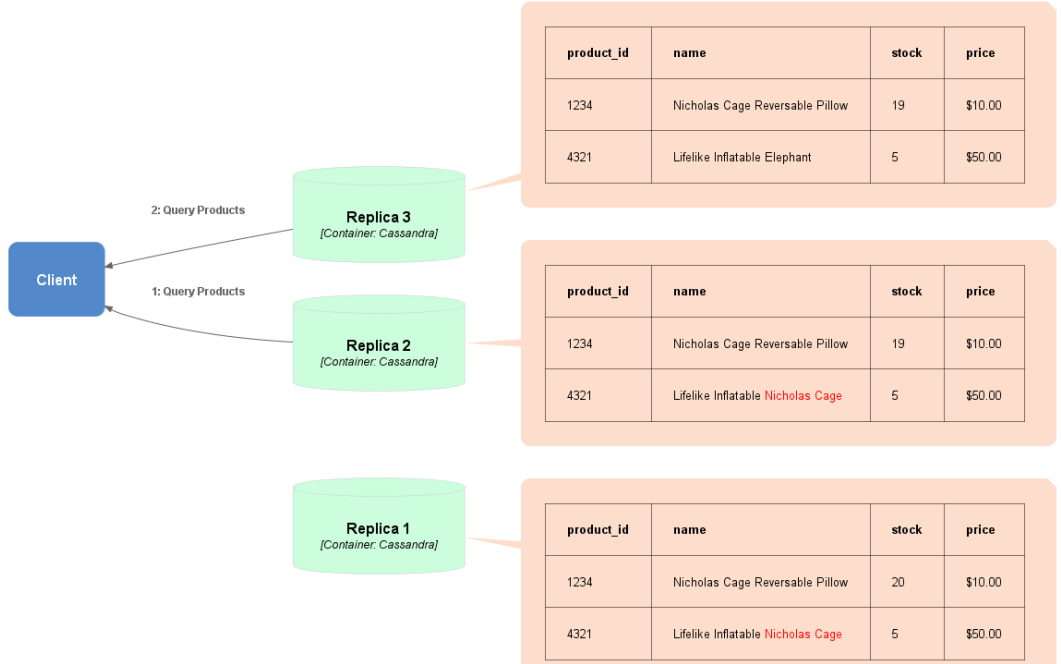 product_id name stock price
1234 Nicholas Cage Reversable Pillow 19 $10.00
4321 Lifelike Inflatable Elephant 5 $50.00
2: Query Products
Replica 3
[Container: Cassandra]
Client
1: Query Products
Replica 2
[Container: Cassandra]
product_id name stock price
1234 Nicholas Cage Reversable Pillow 19 $10.00
4321 Lifelike Inflatable Nicholas Cage 5 $50.00
Replica 1
[Container: Cassandra]
product_id name stock price
1234 Nicholas Cage Reversable Pillow 20 $10.00
4321 Lifelike Inflatable Nicholas Cage 5 $50.00